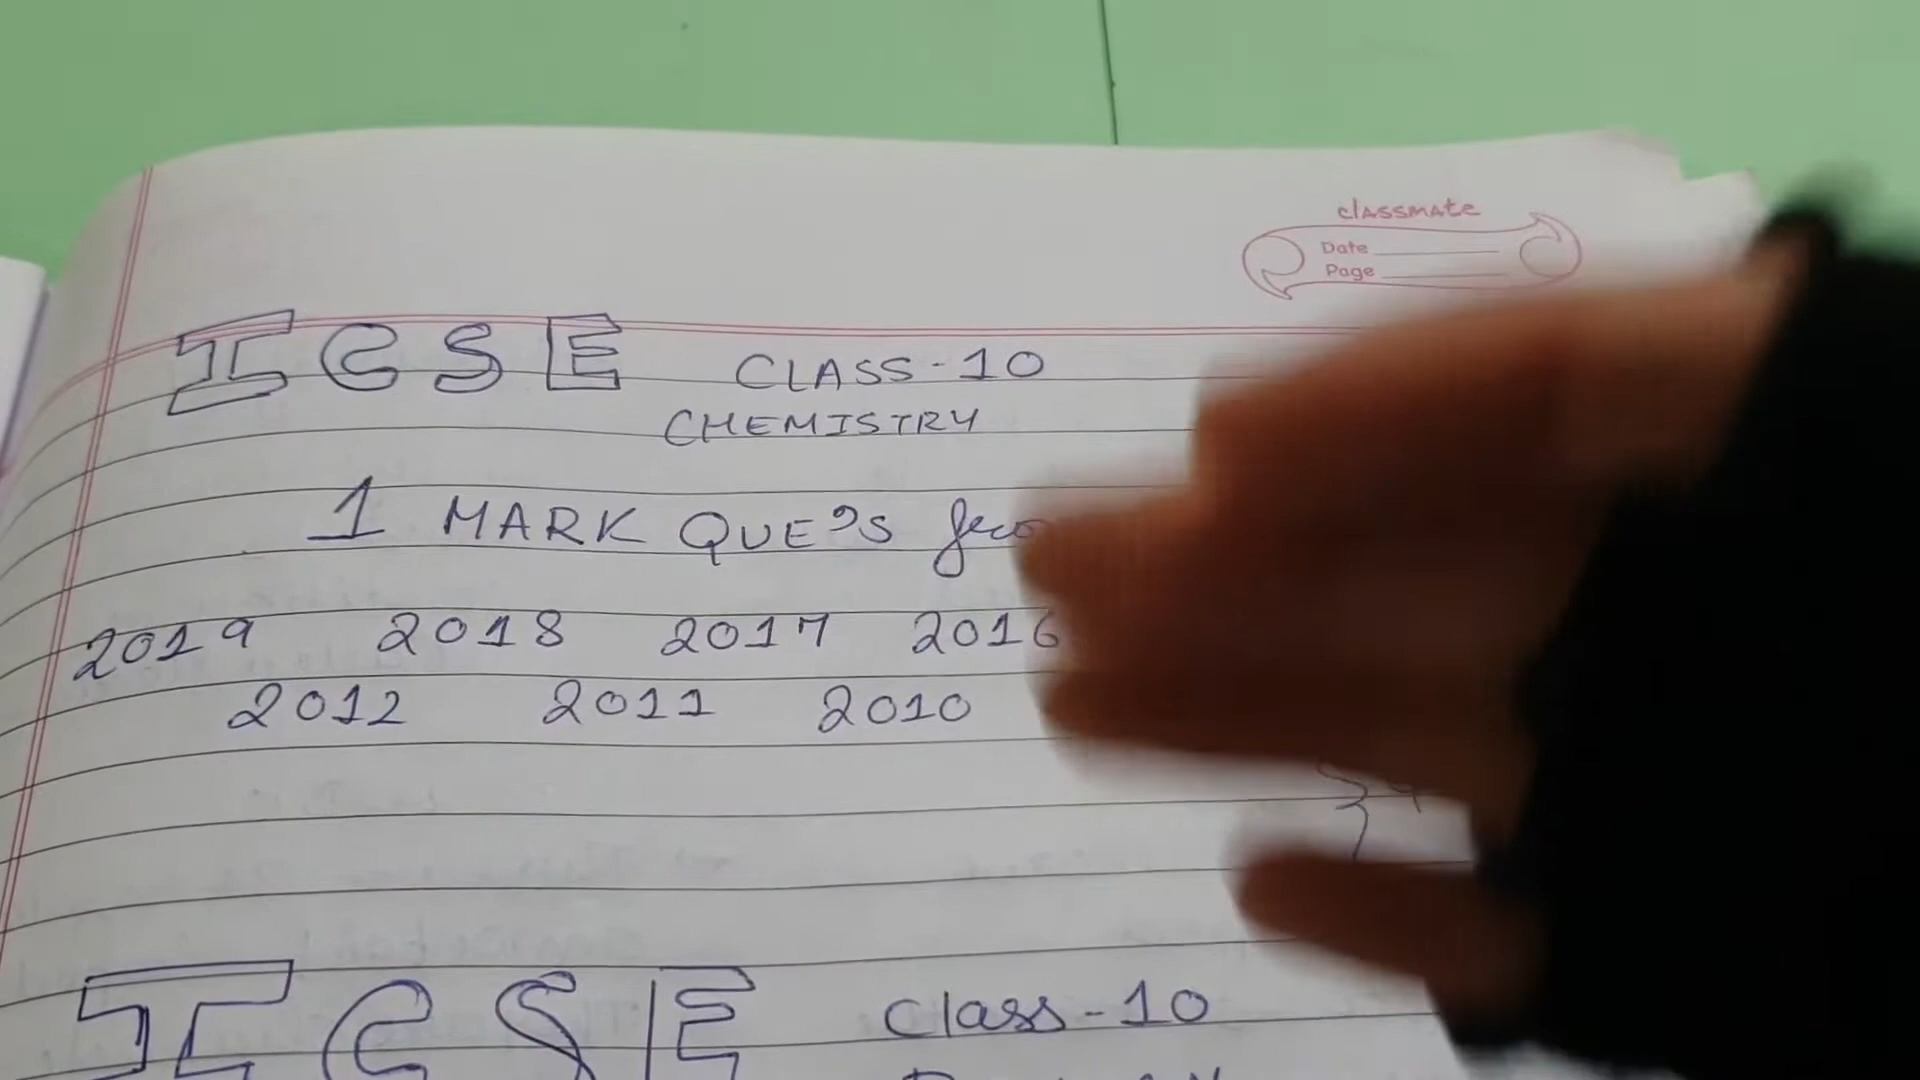 classmate
Date
Page
ICSE CLASS-10
CHEMISTRY
1 MARK QUE'S
2019 2018 2017 2016
2012 2011 2010
ICSE Class-10